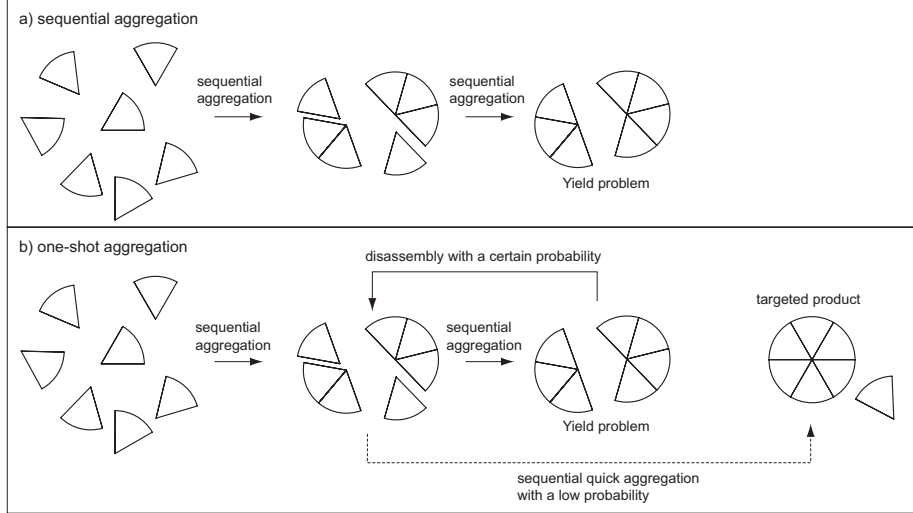 a) sequential aggregation
sequential
aggregation
sequential
aggregation
Yield problem
b) one-shot aggregation
disassembly with a certain probability
targeted product
sequential
aggregation
sequential
aggregation
Yield problem
sequential quick aggregation
with a low probability